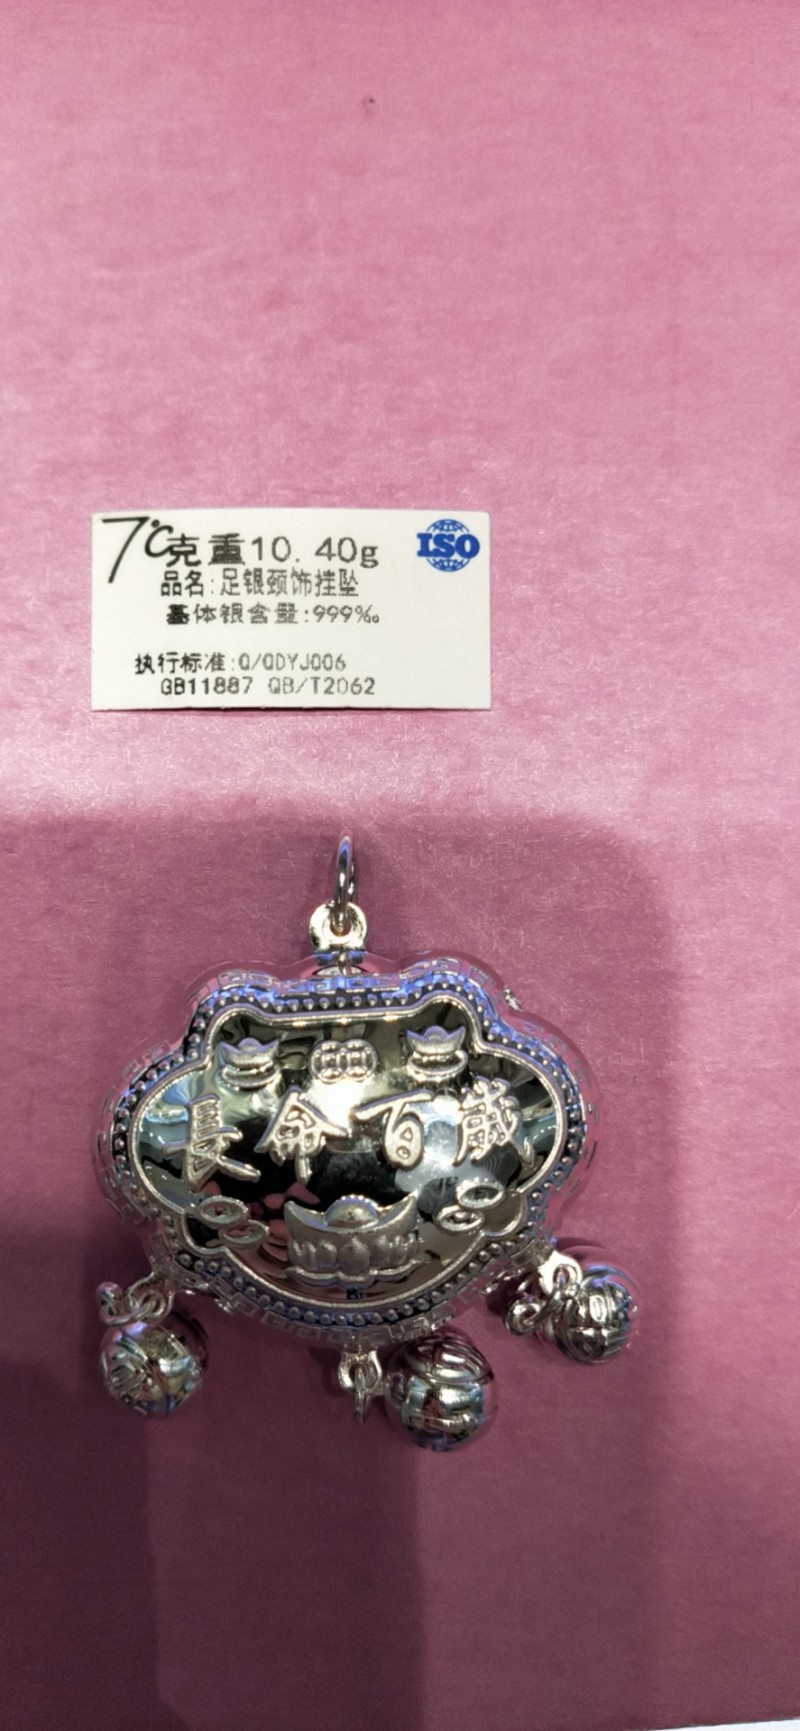 7℃
克重10.40g
ISO
品名:足银颈饰挂坠
基体银含量:999‰
执行标准:Q/QDYJ006
GB11887 QB/T2062
長命百歲